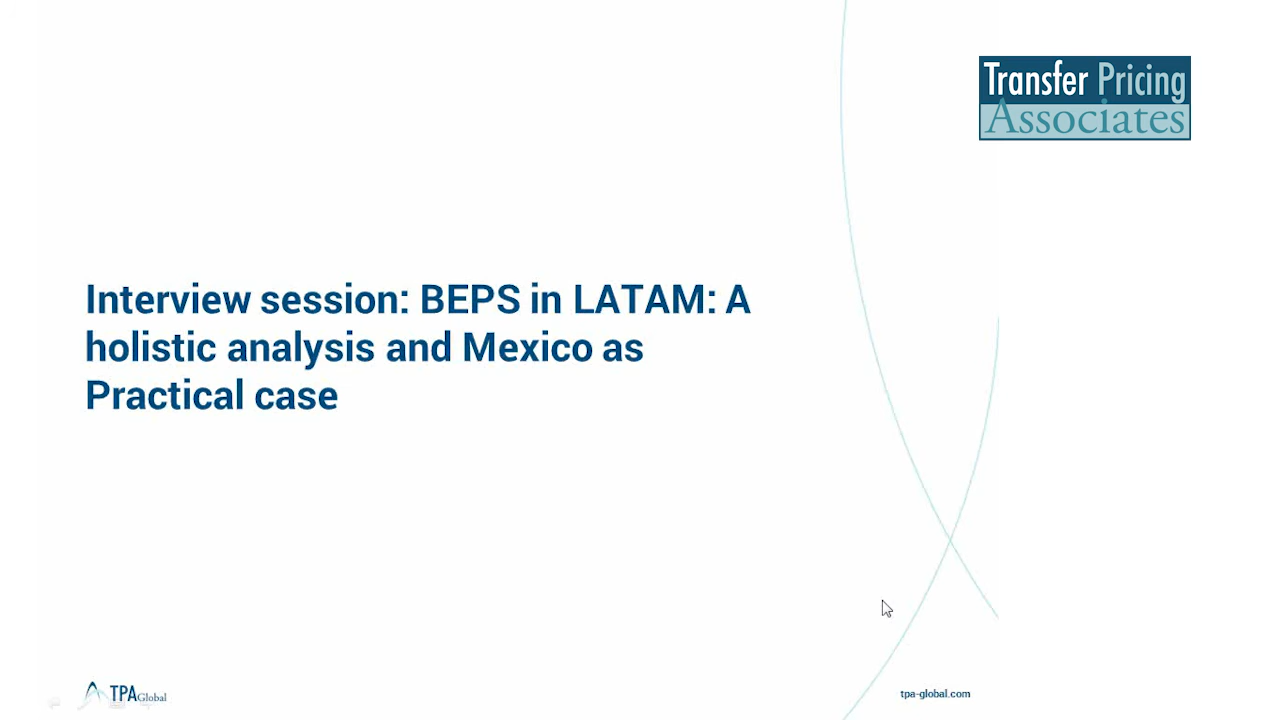 Transfer Pricing
Associates
Interview session: BEPS in LATAM: A
holistic analysis and Mexico as
Practical case
TPA Global
tpa-global.com